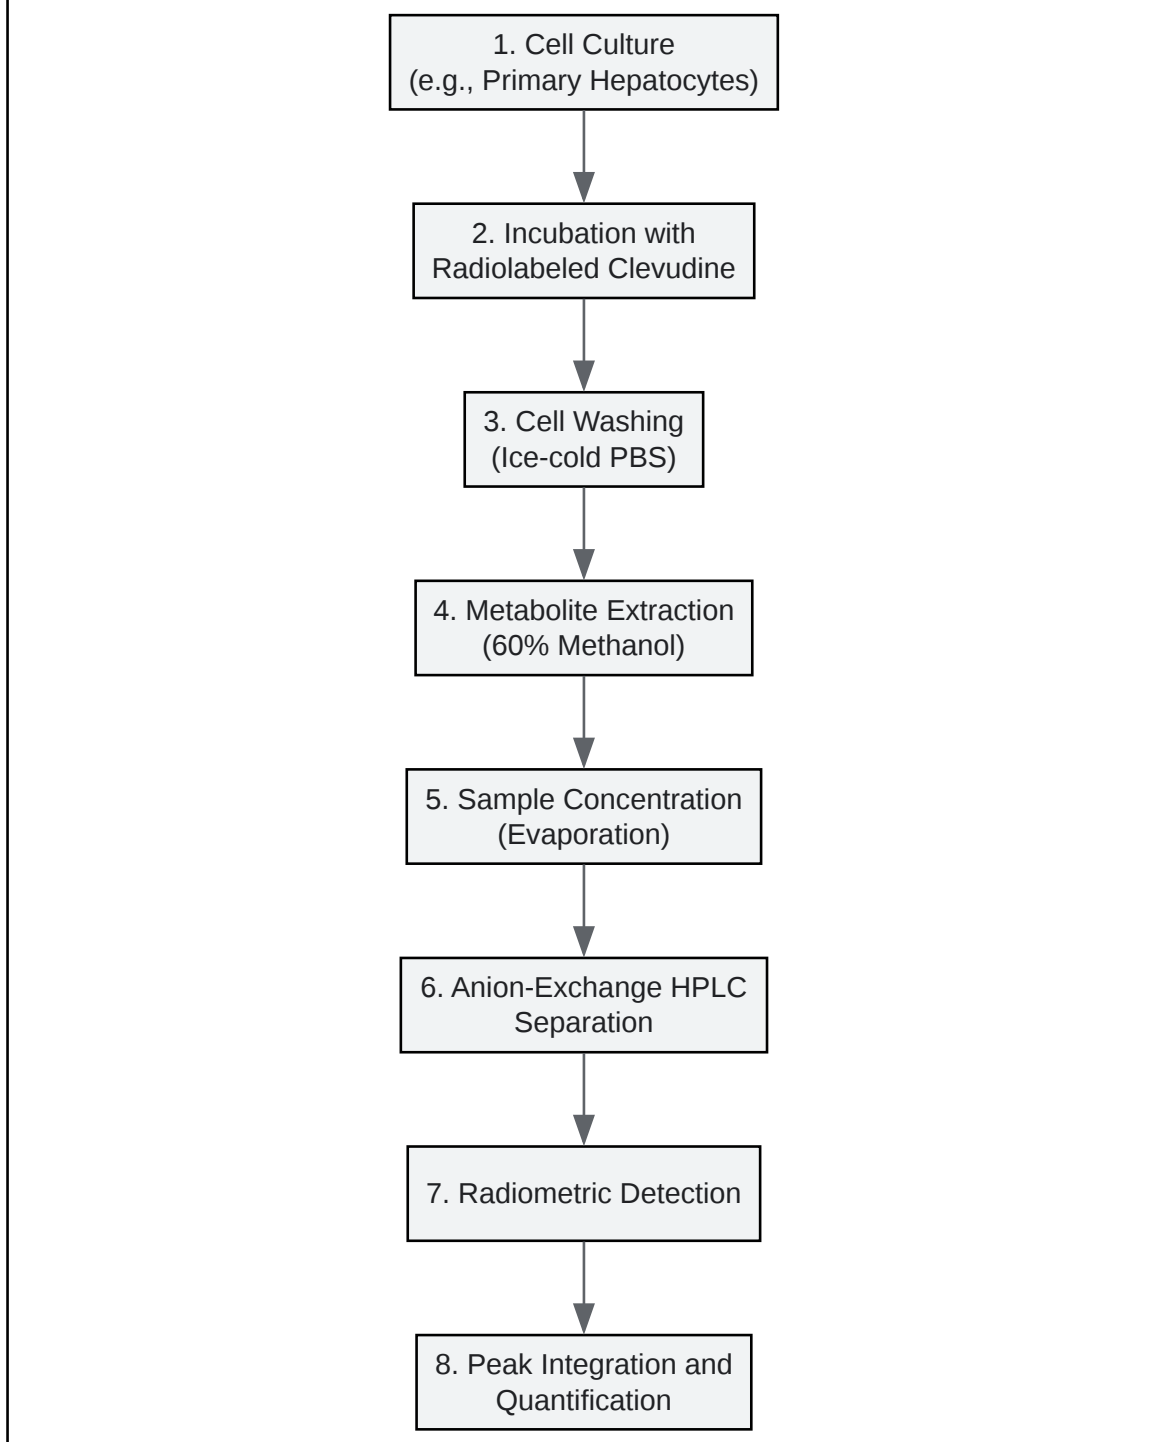 1. Cell Culture
(e.g., Primary Hepatocytes)
2. Incubation with
Radiolabeled Clevudine
3. Cell Washing
(Ice-cold PBS)
4. Metabolite Extraction
(60% Methanol)
5. Sample Concentration
(Evaporation)
6. Anion-Exchange HPLC
Separation
7. Radiometric Detection
8. Peak Integration and
Quantification